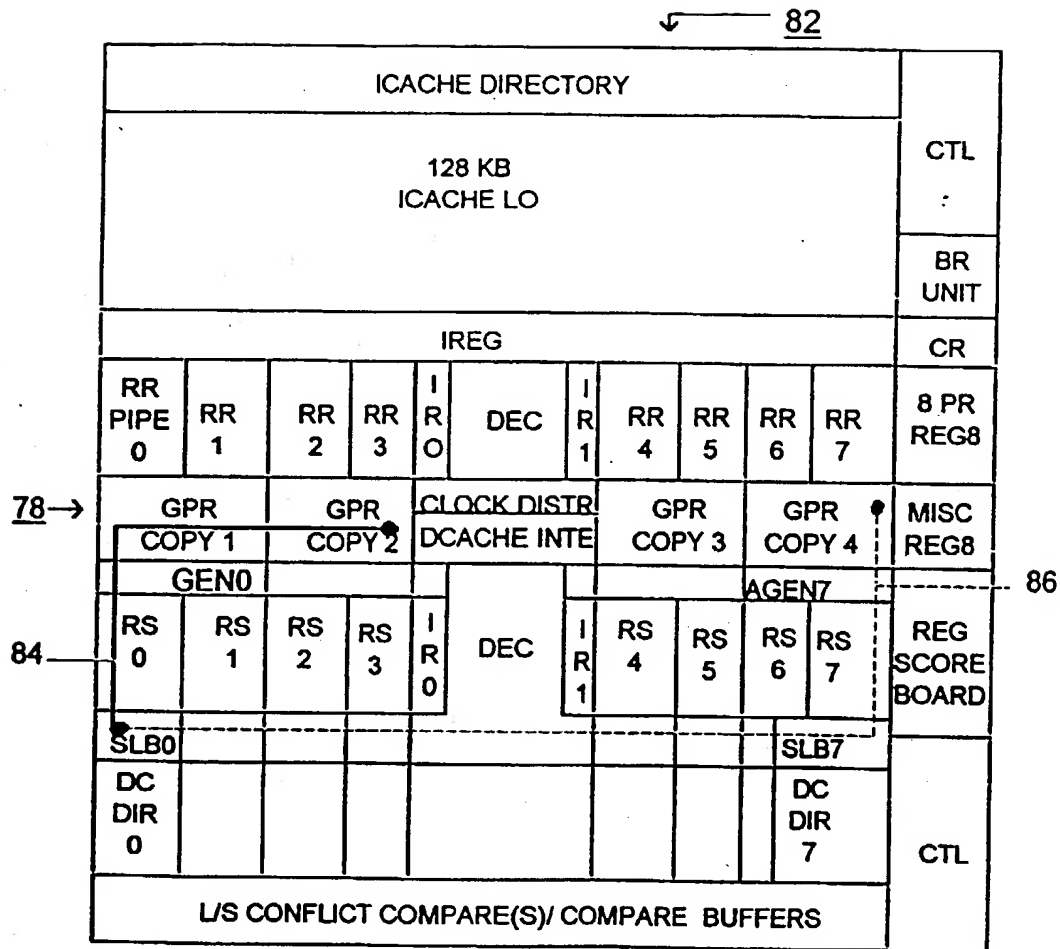 82
ICACHE DIRECTORY
CTL
:
128 KB
ICACHE LO
BR
UNIT
IREG
CR
RR
PIPE
0
RR
1
RR
2
RR
3
I
R
O
DEC
I
R
1
RR
4
RR
5
RR
6
RR
7
8 PR
REG8
78
GPR
COPY 1
GPR
COPY 2
CLOCK DISTR
DCACHE INTE
GPR
COPY 3
GPR
COPY 4
MISC
REG8
GEN0
AGEN7
86
84
RS
0
RS
1
RS
2
RS
3
I
R
0
DEC
I
R
1
RS
4
RS
5
RS
6
RS
7
REG
SCORE
BOARD
SLB0
SLB7
DC
DIR
0
DC
DIR
7
CTL
L/S CONFLICT COMPARE(S)/ COMPARE BUFFERS